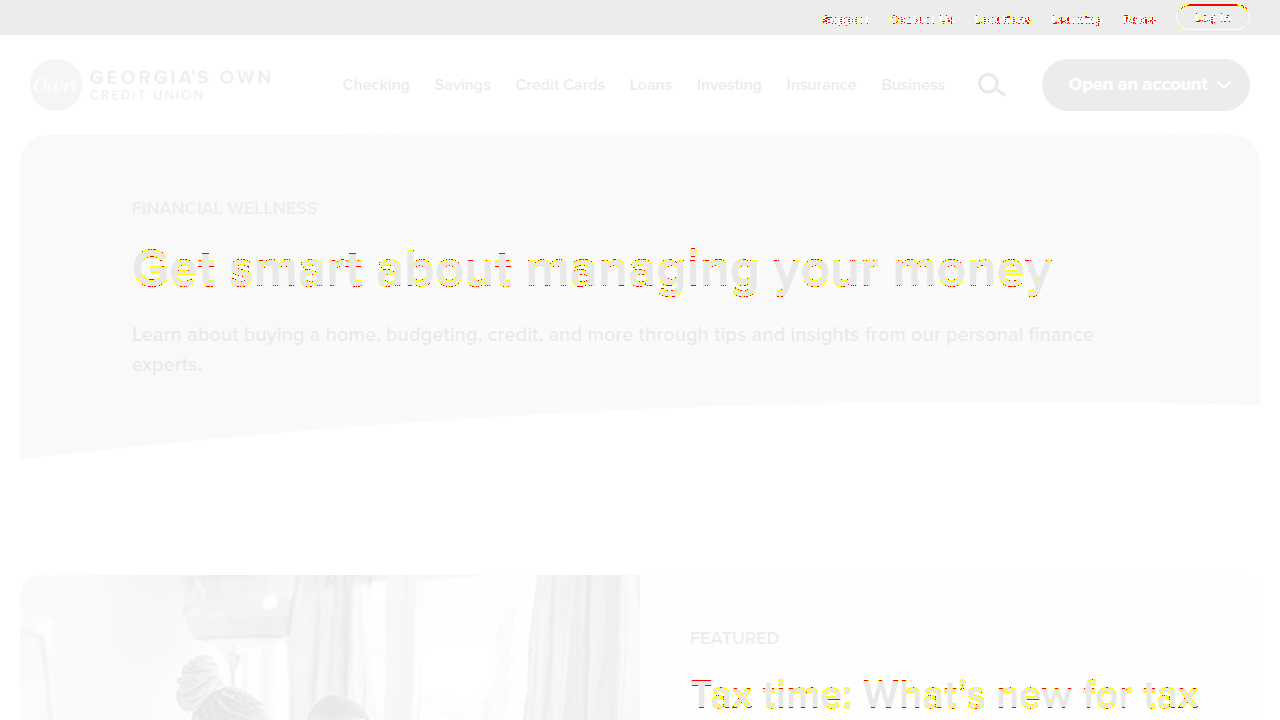 Support Contact Us Locations Learning News Log In
Own GEORGIA'S OWN
CREDIT UNION
Checking Savings Credit Cards Loans Investing Insurance Business Open an account
FINANCIAL WELLNESS
Get smart about managing your money
Learn about buying a home, budgeting, credit, and more through tips and insights from our personal finance
experts.
FEATURED
Tax time: What's new for tax